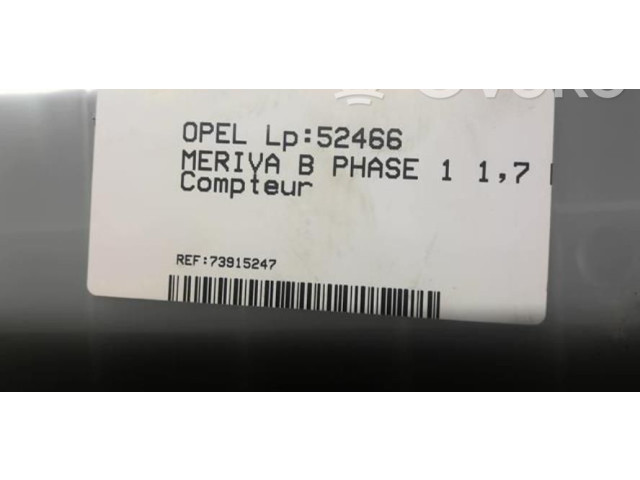 OPEL Lp:52466
MERIVA B PHASE 1 1,7
Compteur
REF:73915247